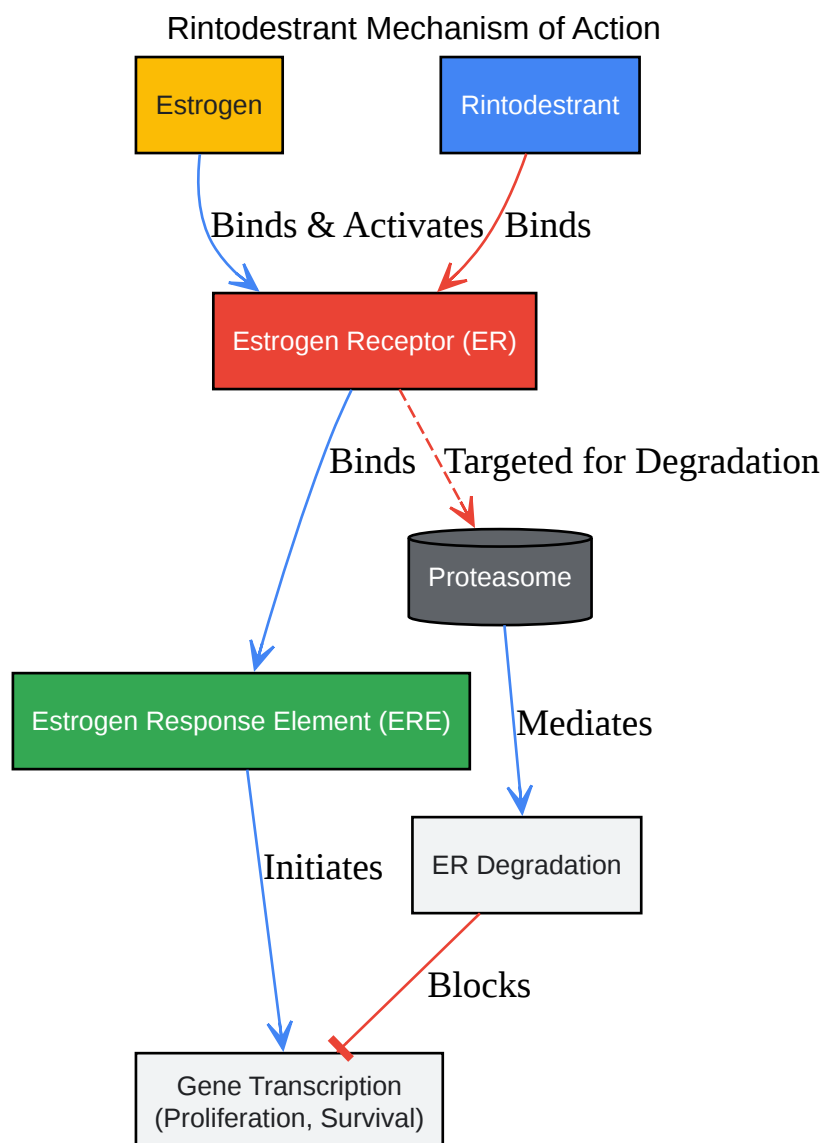 Rintodestrant Mechanism of Action
Estrogen
Rintodestrant
Binds & Activates
Binds
Estrogen Receptor (ER)
Binds
Targeted for Degradation
Proteasome
Estrogen Response Element (ERE)
Mediates
Initiates
ER Degradation
Blocks
Gene Transcription
(Proliferation, Survival)